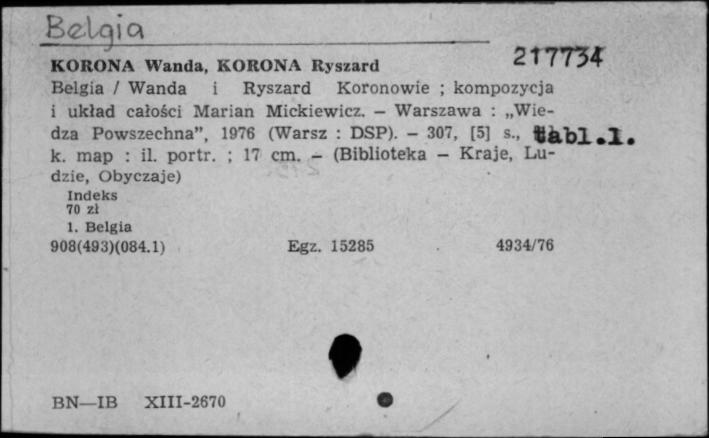 Belgia
217734
KORONA Wanda, KORONA Ryszard
Belgia / Wanda i Ryszard Koronowie ; kompozycja
i układ całości Marian Mickiewicz. — Warszawa : „Wie-
dza Powszechna”, 1976 (Warsz : DSP). — 307, [5] s., tabl.1.
k. map : il. portr. ; 17 cm. — (Biblioteka — Kraje, Lu-
dzie, Obyczaje)
Indeks
70 zł
1. Belgia
908(493)(084.1) Egz. 15285 4934/76
BN—IB XIII-2670